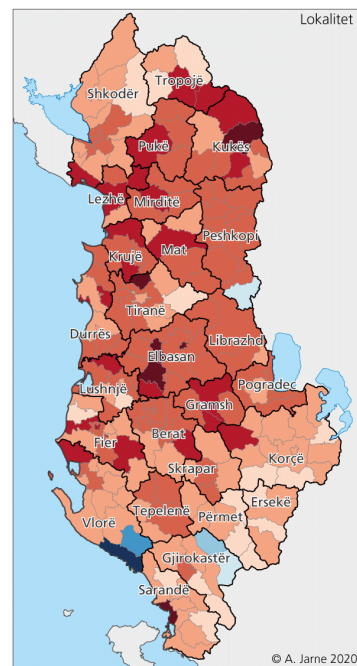 Lokalitet
Tropojë
Shkodër
Pukë
Kukës
Lezhë
Mirditë
Peshkopi
Mat
Krujë
Tiranë
Durrës
Librazhd
Elbasan
Lushnjë
Pogradec
Gramsh
Berat
Fier
Korçë
Skrapar
Ersekë
Tepelenë
Përmet
Vlorë
Gjirokastër
Sarandë
© A. Jarne 2020